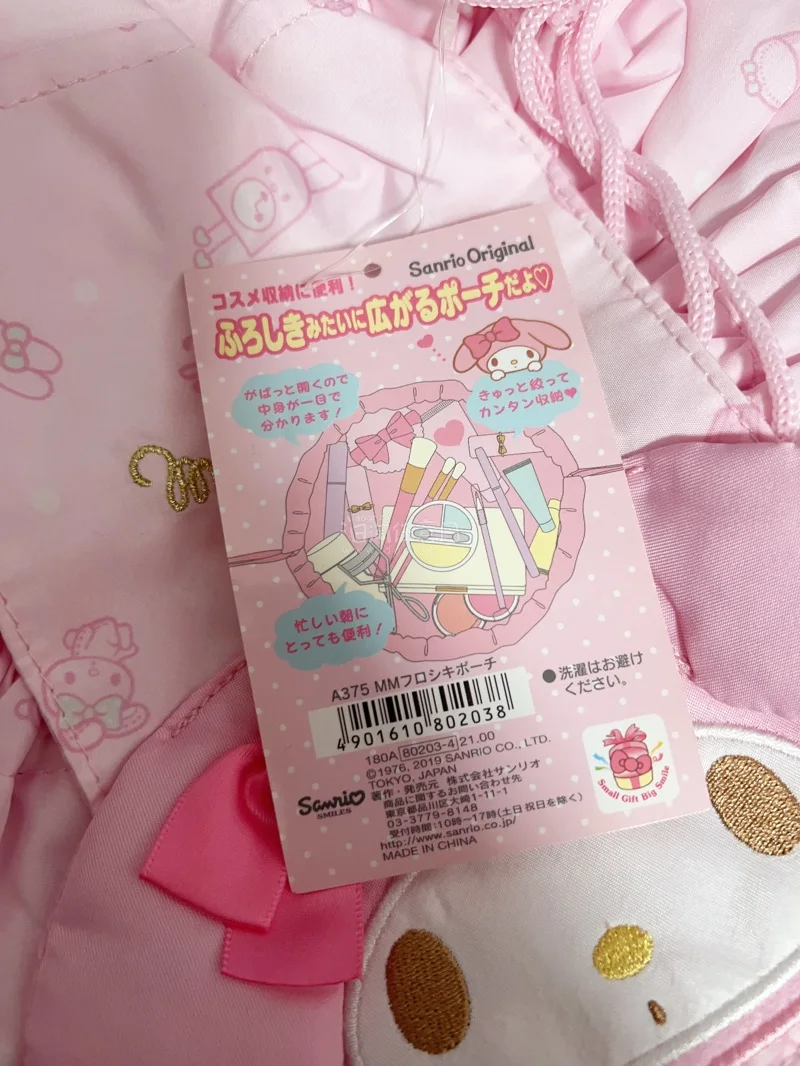 Sanrio Original
コスメ収納に便利！
ふろしきみたいに広がるポーチだよ♡
がばっと開くので
中身が一目で
分かります！
きゅっと絞って
カンタン収納♥
忙しい朝に
とっても便利！
A375 MMフロシキポーチ
4901610802038
●洗濯はお避け
ください。
180A 80203-4 21.00
©1976, 2019 SANRIO CO., LTD.
TOKYO, JAPAN
著作・発売元 株式会社サンリオ
商品に関するお問い合わせ先
東京都品川区大崎1-11-1
03-3779-8148
受付時間:10時～17時(土日祝日を除く)
http://www.sanrio.co.jp/
MADE IN CHINA
Sanrio
SMILES
Small Gift Big Smile